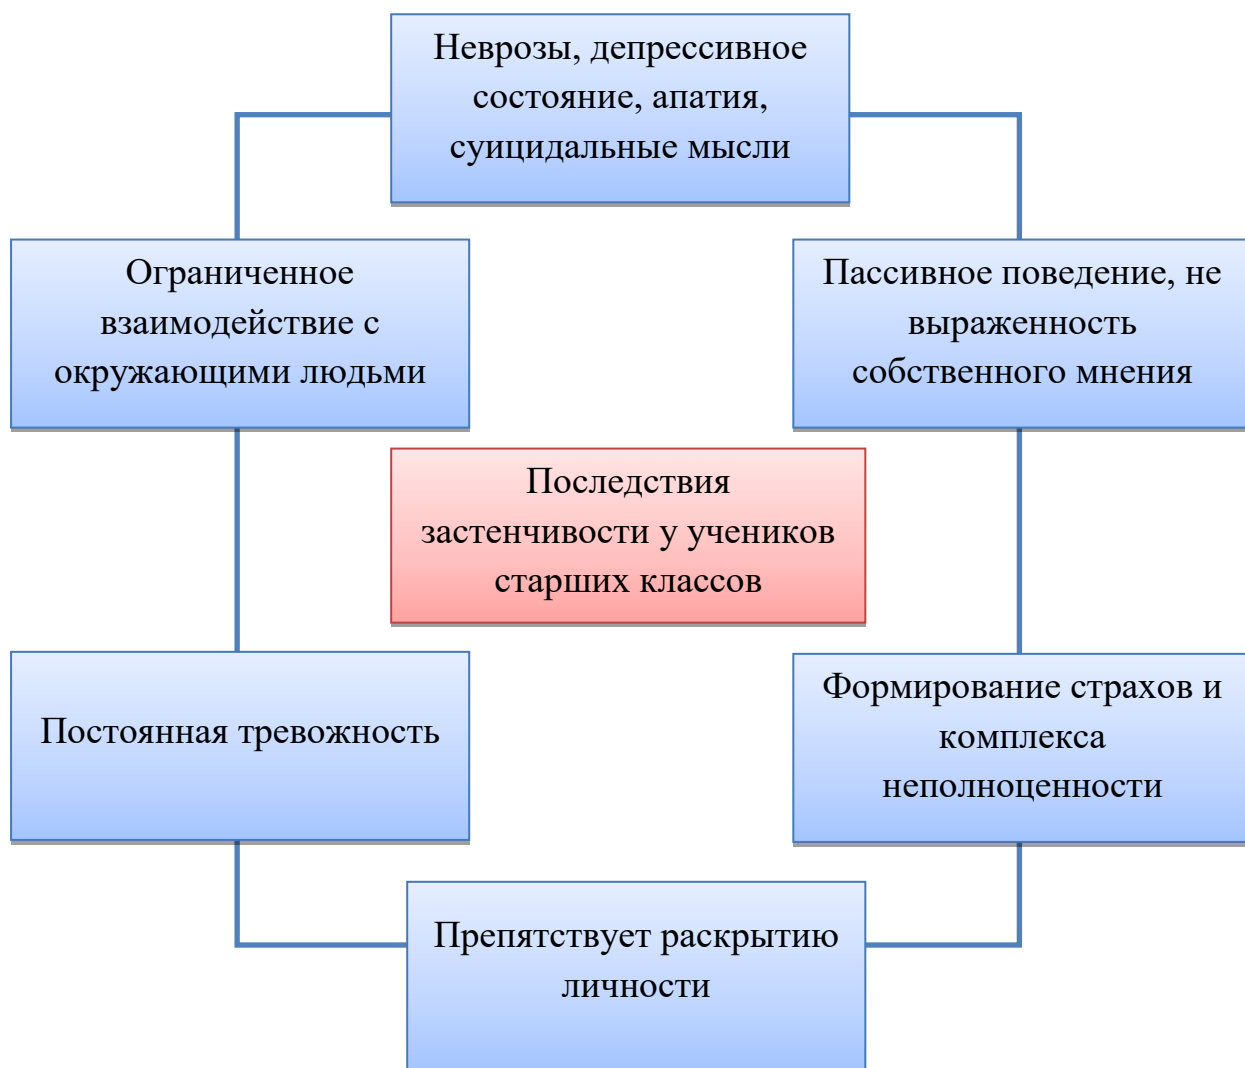 Неврозы, депрессивное
состояние, апатия,
суицидальные мысли
Ограниченное
взаимодействие с
окружающими людьми
Пассивное поведение, не
выраженность
собственного мнения
Последствия
застенчивости у учеников
старших классов
Постоянная тревожность
Формирование страхов и
комплекса
неполноценности
Препятствует раскрытию
личности